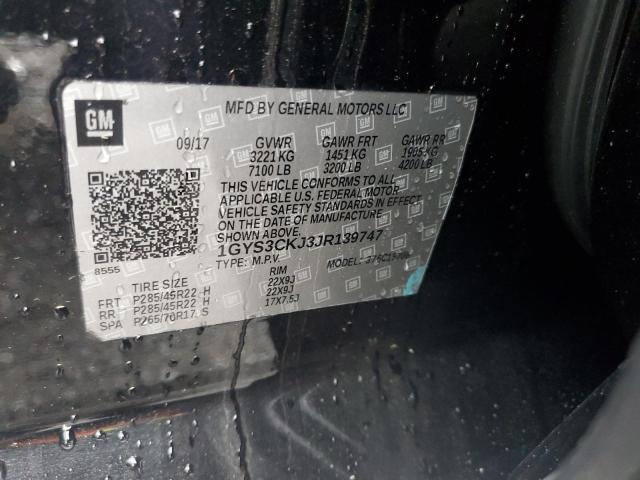 GM
MFD BY GENERAL MOTORS LLC
09/17 GVWR GAWR FRT GAWR RR
3221 KG 1451 KG 1905 KG
7100 LB 3200 LB 4200 LB
THIS VEHICLE CONFORMS TO ALL
APPLICABLE U.S. FEDERAL MOTOR
VEHICLE SAFETY STANDARDS IN EFFECT
ON THE DATE OF MANUFACTURE
SHOWN ABOVE.
1GYS3CKJ3JR139747
8555
TYPE: M.P.V. MODEL:
TIRE SIZE RIM
FRT P285/45R22 H 22X9J
RR P285/45R22 H 22X9J
SPA P265/70R17 S 17X7.5J